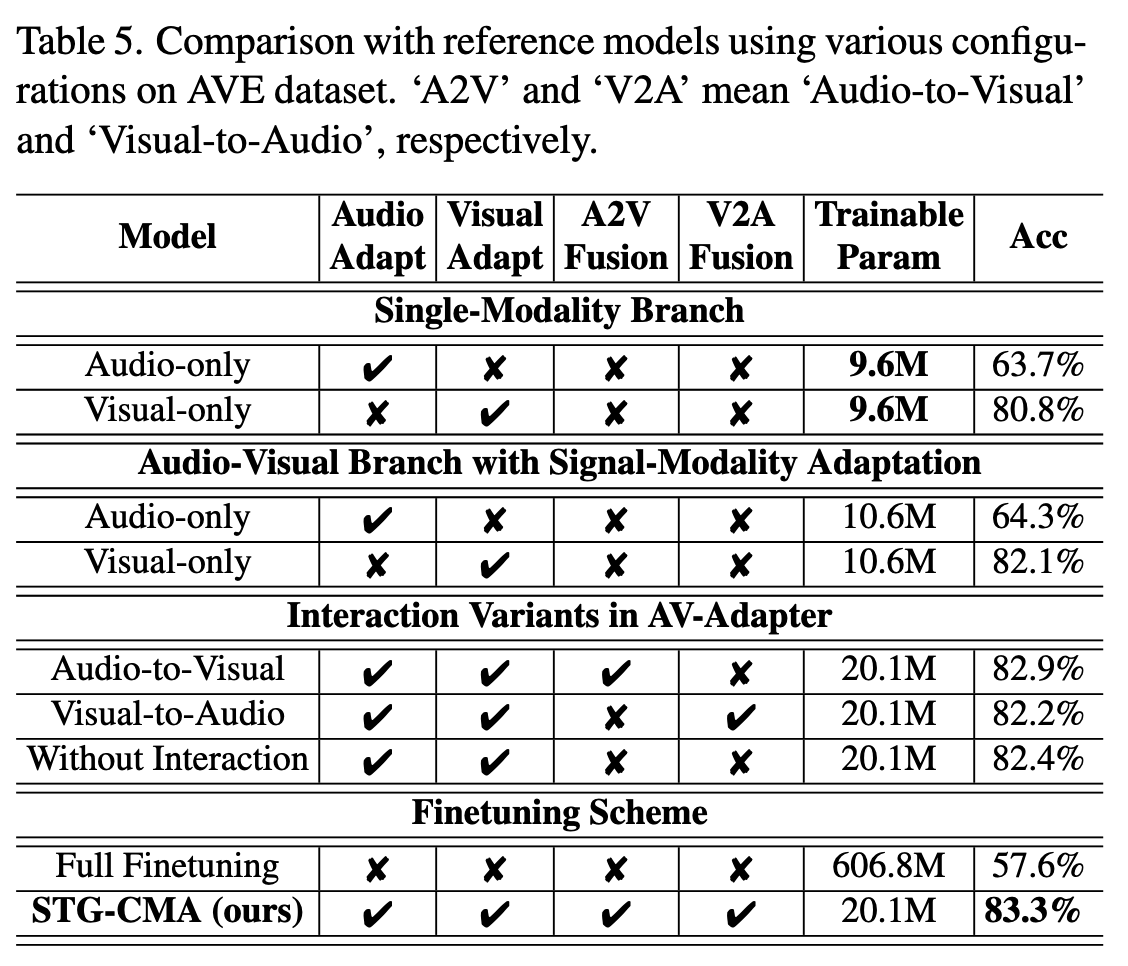 Table 5. Comparison with reference models using various configu-
rations on AVE dataset. ‘A2V’ and ‘V2A’ mean ‘Audio-to-Visual’
and ‘Visual-to-Audio’, respectively.
Model | Audio Adapt | Visual Adapt | A2V Fusion | V2A Fusion | Trainable Param | Acc
Single-Modality Branch
Audio-only ✔ ✘ ✘ ✘ 9.6M 63.7%
Visual-only ✘ ✔ ✘ ✘ 9.6M 80.8%
Audio-Visual Branch with Signal-Modality Adaptation
Audio-only ✔ ✘ ✘ ✘ 10.6M 64.3%
Visual-only ✘ ✔ ✘ ✘ 10.6M 82.1%
Interaction Variants in AV-Adapter
Audio-to-Visual ✔ ✔ ✔ ✘ 20.1M 82.9%
Visual-to-Audio ✔ ✔ ✘ ✔ 20.1M 82.2%
Without Interaction ✔ ✔ ✘ ✘ 20.1M 82.4%
Finetuning Scheme
Full Finetuning ✘ ✘ ✘ ✘ 606.8M 57.6%
STG-CMA (ours) ✔ ✔ ✔ ✔ 20.1M 83.3%